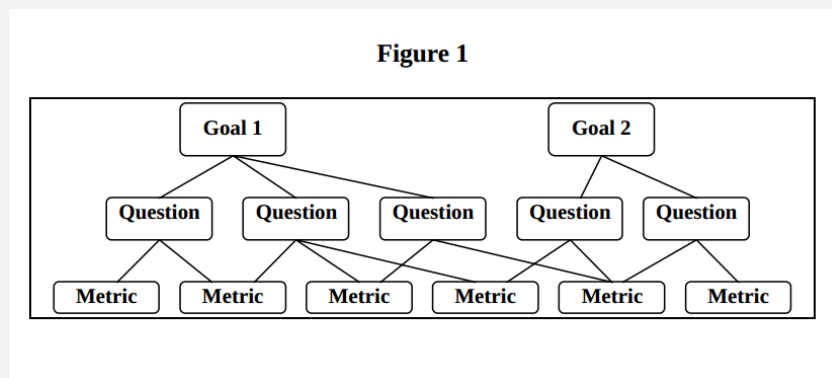 Figure 1
Goal 1 Goal 2
Question Question Question Question Question
Metric Metric Metric Metric Metric Metric